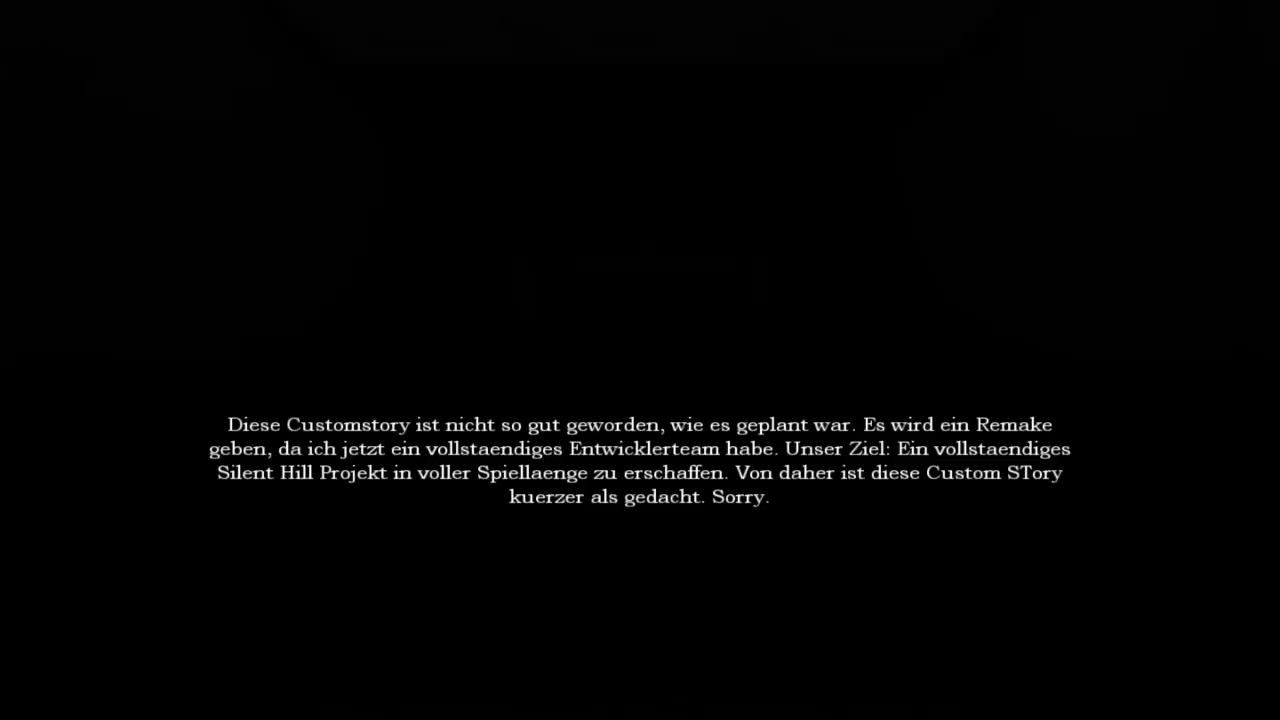 Diese Customstory ist nicht so gut geworden, wie es geplant war. Es wird ein Remake
geben, da ich jetzt ein vollstaendiges Entwicklerteam habe. Unser Ziel: Ein vollstaendiges
Silent Hill Projekt in voller Spiellaenge zu erschaffen. Von daher ist diese Custom STory
kuerzer als gedacht. Sorry.